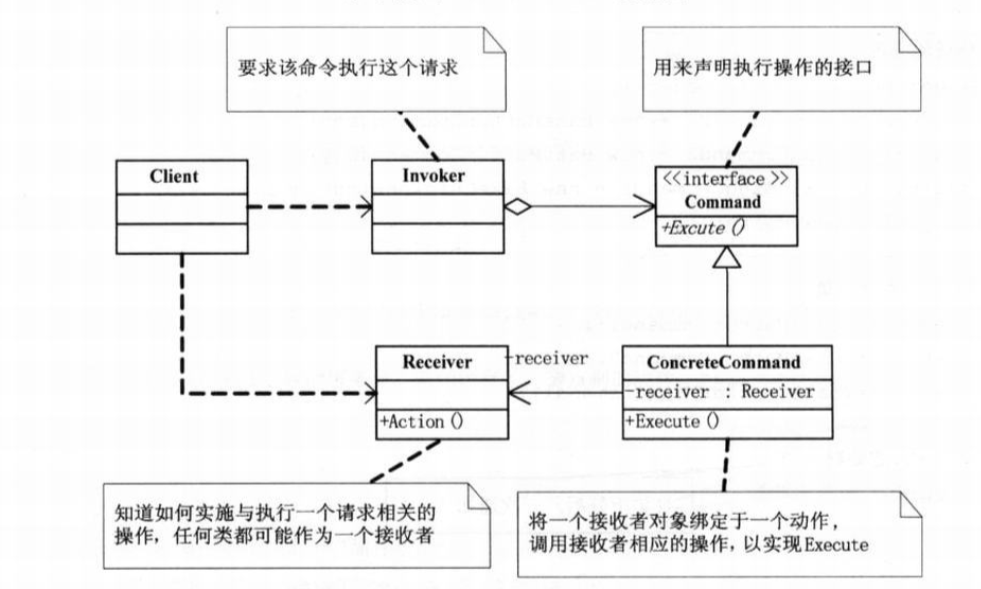 要求该命令执行这个请求
用来声明执行操作的接口
Client
Invoker
<<interface >>
Command
+Excute ()
Receiver
-receiver
ConcreteCommand
-receiver : Receiver
+Action ()
+Execute ()
知道如何实施与执行一个请求相关的
操作, 任何类都可能作为一个接收者
将一个接收者对象绑定于一个动作,
调用接收者相应的操作, 以实现Execute